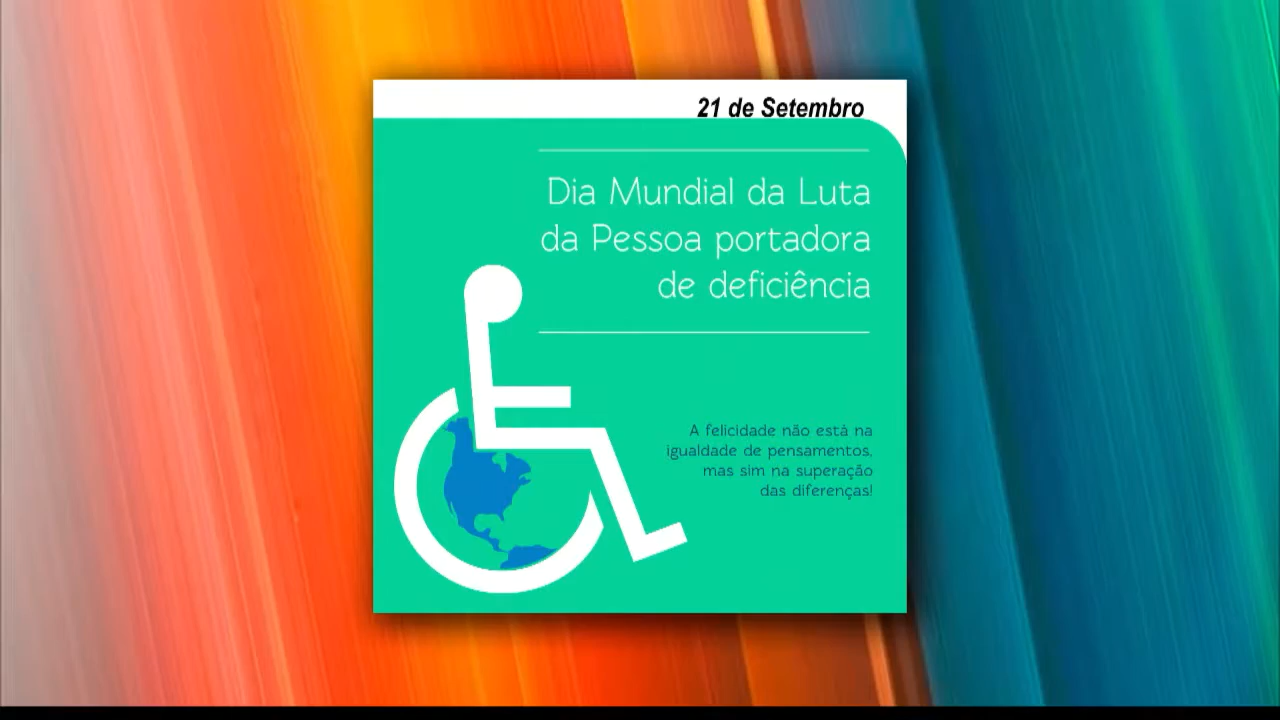 21 de Setembro
Dia Mundial da Luta
da Pessoa portadora
de deficiência
A felicidade não está na
igualdade de pensamentos,
mas sim na superação
das diferenças!